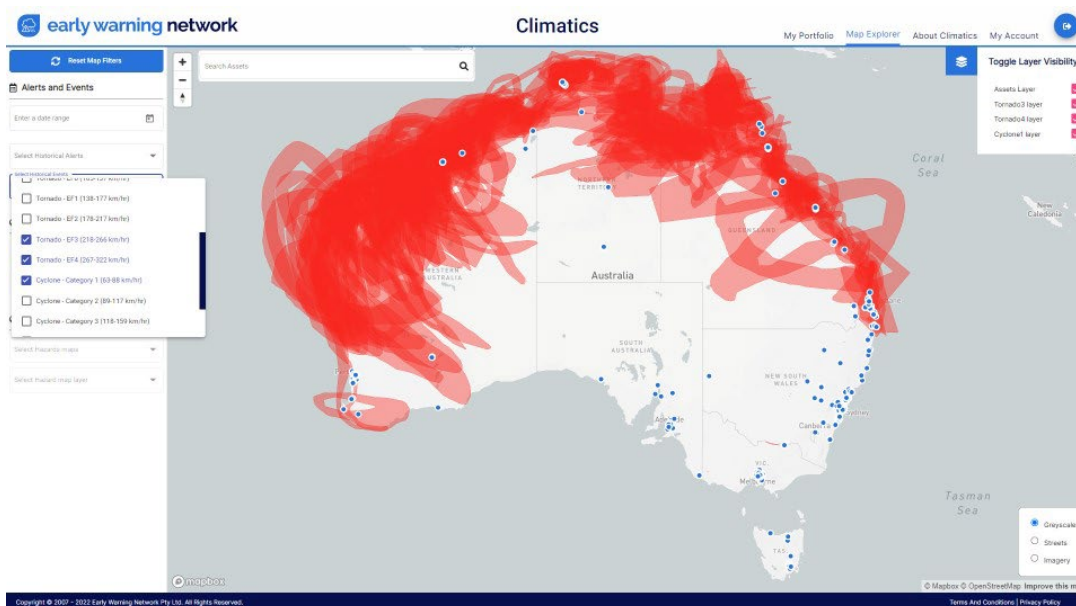 early warning network
Climatics
My Portfolio
Map Explorer
About Climatics
My Account
Reset Map Filters
Alerts and Events
Enter a date range
Select Historical Alerts
Select Historical Events
Tornado - EF1 (138-177 km/hr)
Tornado - EF2 (178-217 km/hr)
Tornado - EF3 (218-266 km/hr)
Tornado - EF4 (267-322 km/hr)
Cyclone - Category 1 (63-88 km/hr)
Cyclone - Category 2 (89-117 km/hr)
Cyclone - Category 3 (118-159 km/hr)
Select Hazards maps
Select Hazard map layer
Search Assets
Toggle Layer Visibility
Assets Layer
Tornado3 layer
Tornado4 layer
Cyclone1 layer
Coral
Sea
New
Caledonia
NORTHERN
TERRITORY
QUEENSLAND
WESTERN
AUSTRALIA
Australia
SOUTH
AUSTRALIA
NEW SOUTH
WALES
Sydney
Canberra
VIC.
Melbourne
TAS.
Tasman
Sea
Greyscale
Streets
Imagery
mapbox
© Mapbox © OpenStreetMap Improve this m
Copyright © 2007 - 2022 Early Warning Network Pty Ltd. All Rights Reserved.
Terms And Conditions | Privacy Policy